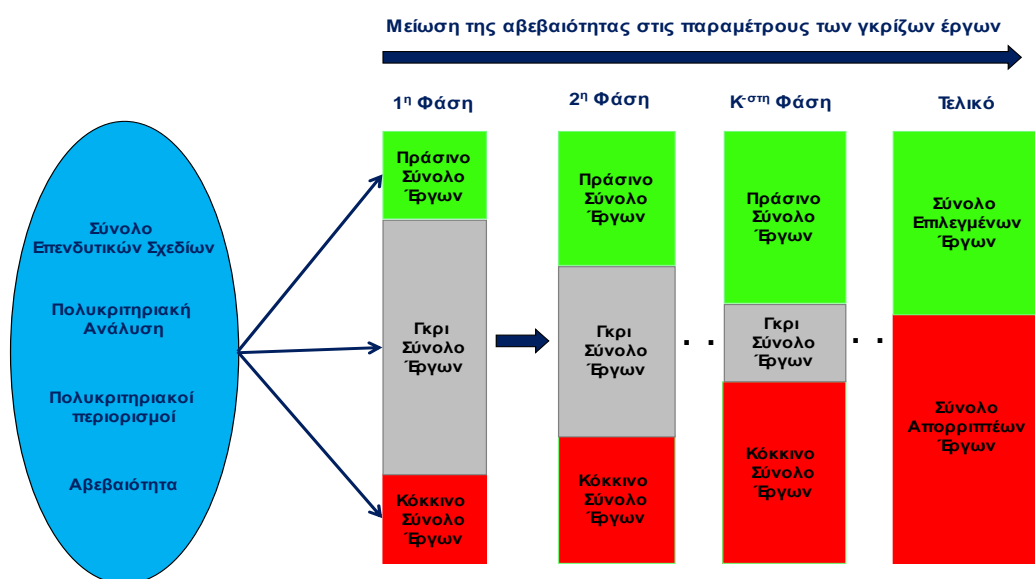 Μείωση της αβεβαιότητας στις παραμέτρους των γκρίζων έργων
1η Φάση
2η Φάση
Κ-στη Φάση
Τελικό
Σύνολο
Επενδυτικών Σχεδίων
Πολυκριτηριακή
Ανάλυση
Πολυκριτηριακοί
περιορισμοί
Αβεβαιότητα
Πράσινο
Σύνολο
Έργων
Γκρι
Σύνολο
Έργων
Κόκκινο
Σύνολο
Έργων
Πράσινο
Σύνολο
Έργων
Γκρι
Σύνολο
Έργων
Κόκκινο
Σύνολο
Έργων
. .
Πράσινο
Σύνολο
Έργων
Γκρι
Σύνολο
Έργων
Κόκκινο
Σύνολο
Έργων
. .
Σύνολο
Επιλεγμένων
Έργων
Σύνολο
Απορριπτέων
Έργων